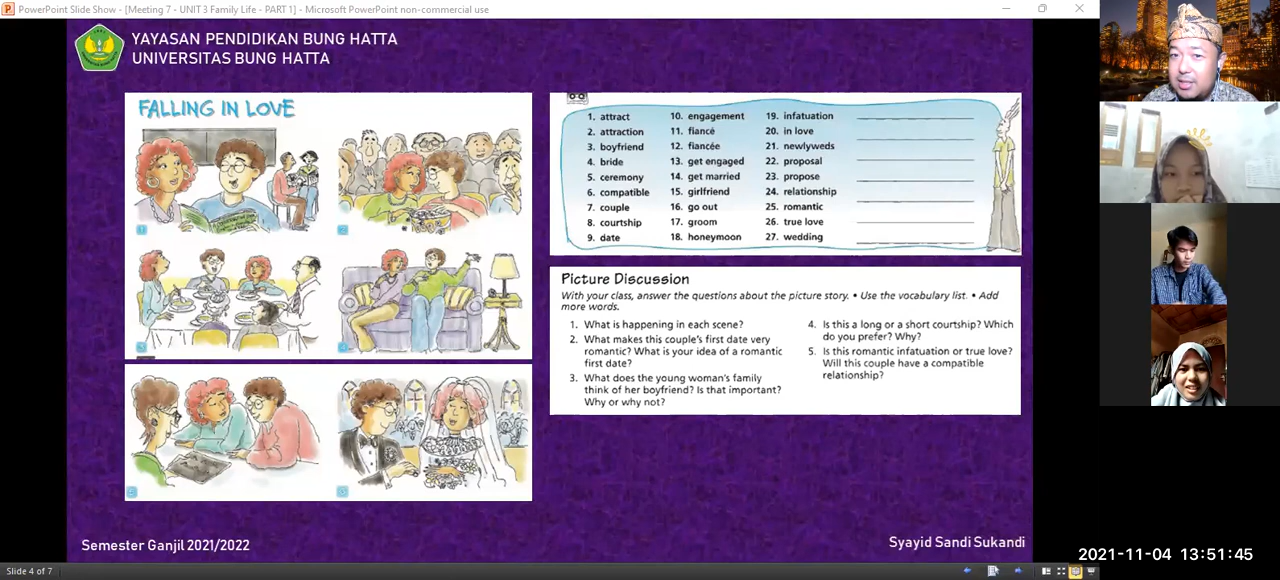 PowerPoint Slide Show - [Meeting 7 - UNIT 3 Family Life - PART 1] - Microsoft PowerPoint non-commercial use
YAYASAN PENDIDIKAN BUNG HATTA
UNIVERSITAS BUNG HATTA
FALLING IN LOVE
1
2
3
4
5
6
1. attract
2. attraction
3. boyfriend
4. bride
5. ceremony
6. compatible
7. couple
8. courtship
9. date
10. engagement
11. fiancé
12. fiancée
13. get engaged
14. get married
15. girlfriend
16. go out
17. groom
18. honeymoon
19. infatuation
20. in love
21. newlyweds
22. proposal
23. propose
24. relationship
25. romantic
26. true love
27. wedding
Picture Discussion
With your class, answer the questions about the picture story. • Use the vocabulary list. • Add
more words.
1. What is happening in each scene?
2. What makes this couple's first date very
romantic? What is your idea of a romantic
first date?
3. What does the young woman's family
think of her boyfriend? Is that important?
Why or why not?
4. Is this a long or a short courtship? Which
do you prefer? Why?
5. Is this romantic infatuation or true love?
Will this couple have a compatible
relationship?
Semester Ganjil 2021/2022
Syayid Sandi Sukandi
2021-11-04 13:51:45
Slide 4 of 7